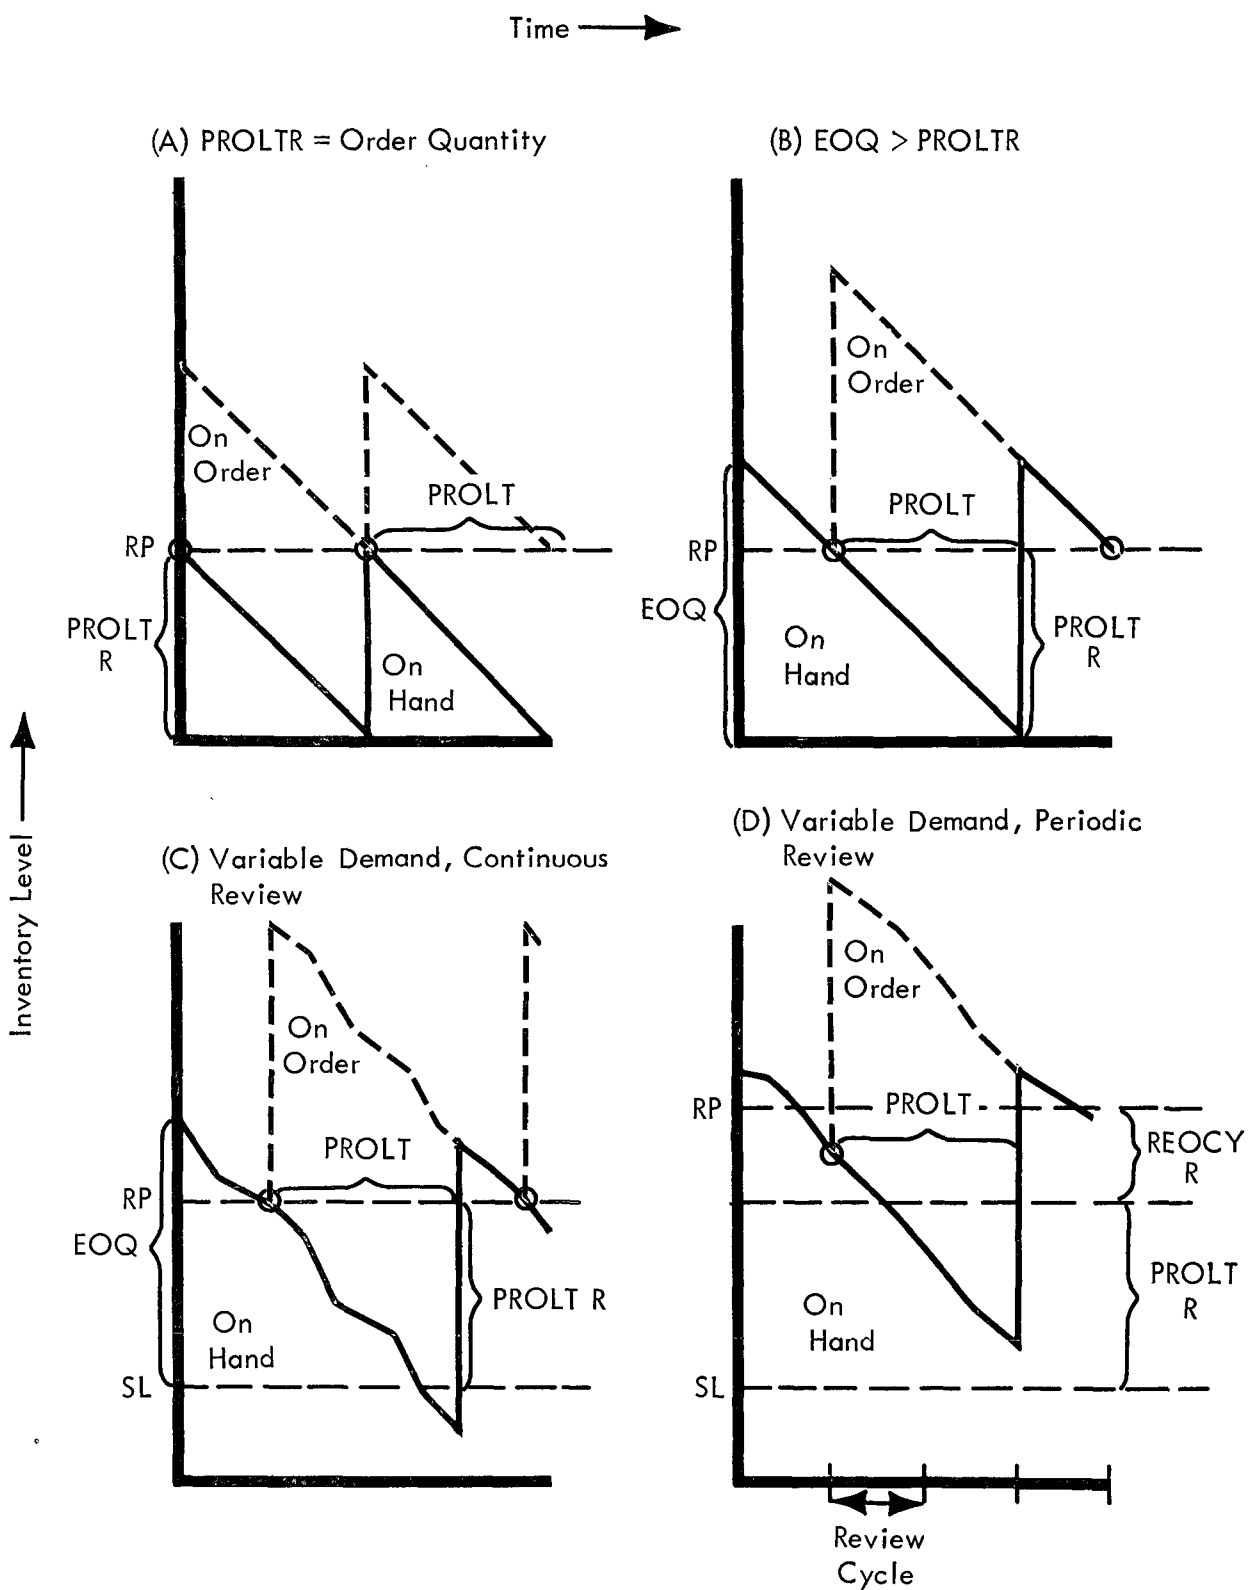 Time
(A) PROLTR = Order Quantity
On
Order
PROLT
RP
PROLT
R
On
Hand
(B) EOQ > PROLTR
On
Order
PROLT
RP
EOQ
On
Hand
PROLT
R
Inventory Level
(C) Variable Demand, Continuous
Review
On
Order
PROLT
RP
EOQ
PROLT R
On
Hand
SL
(D) Variable Demand, Periodic
Review
On
Order
RP
PROLT
REOCY
R
PROLT
R
On
Hand
SL
Review
Cycle